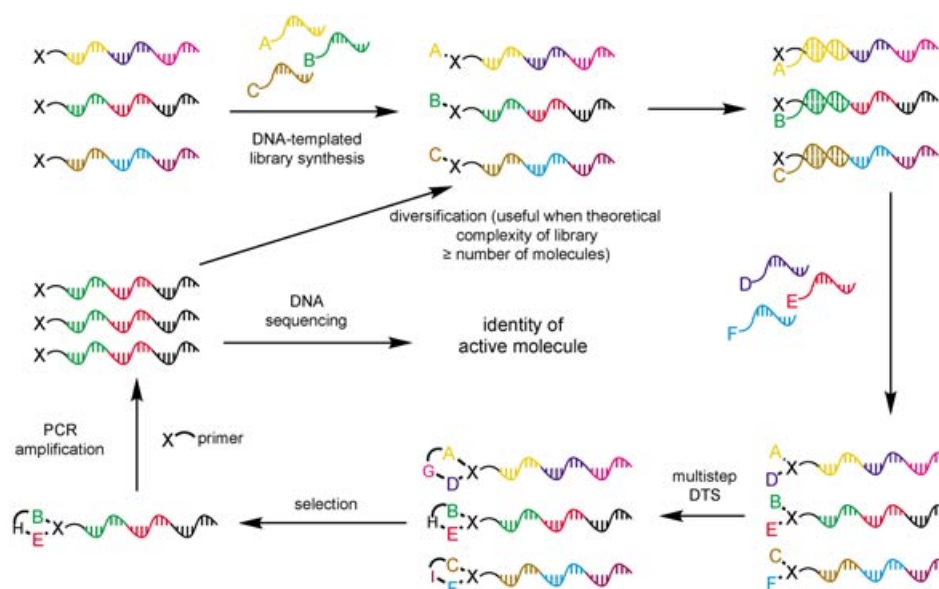 X
A
B
C
DNA-templated
library synthesis
A X
X
B X
X
C X
X
A
X
B
X
C
diversification (useful when theoretical
complexity of library
≥ number of molecules)
D
E
F
X
X
X
DNA
sequencing
identity of
active molecule
PCR
amplification
X primer
A
D X
B
E X
C
F X
multistep
DTS
A
G D X
B
H E X
C
I F X
selection
B
H X
E